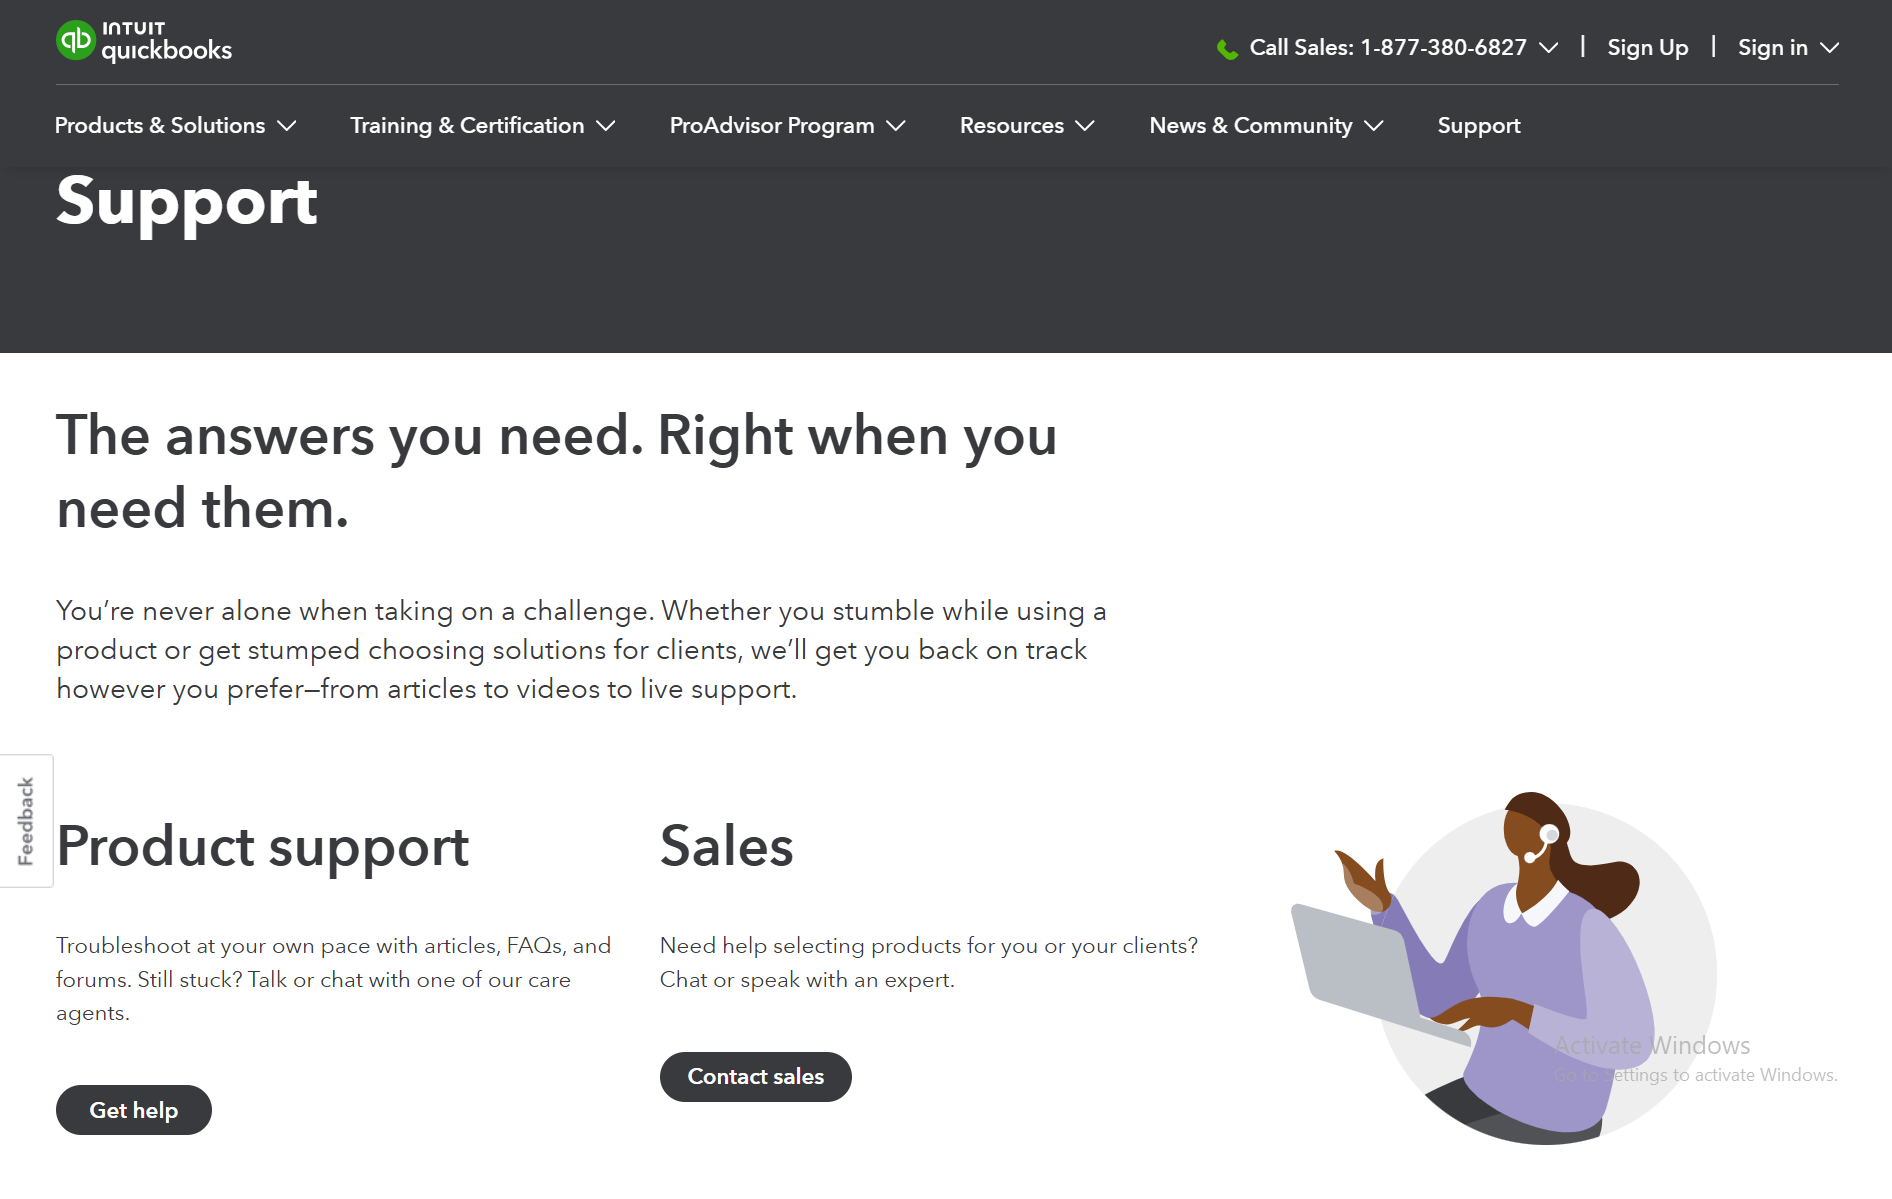 INTUIT
quickbooks
Call Sales: 1-877-380-6827 | Sign Up | Sign in
Products & Solutions Training & Certification ProAdvisor Program Resources News & Community Support
Support
The answers you need. Right when you
need them.
You’re never alone when taking on a challenge. Whether you stumble while using a
product or get stumped choosing solutions for clients, we’ll get you back on track
however you prefer—from articles to videos to live support.
Feedback
Product support
Troubleshoot at your own pace with articles, FAQs, and
forums. Still stuck? Talk or chat with one of our care
agents.
Get help
Sales
Need help selecting products for you or your clients?
Chat or speak with an expert.
Contact sales
Activate Windows
Go to Settings to activate Windows.